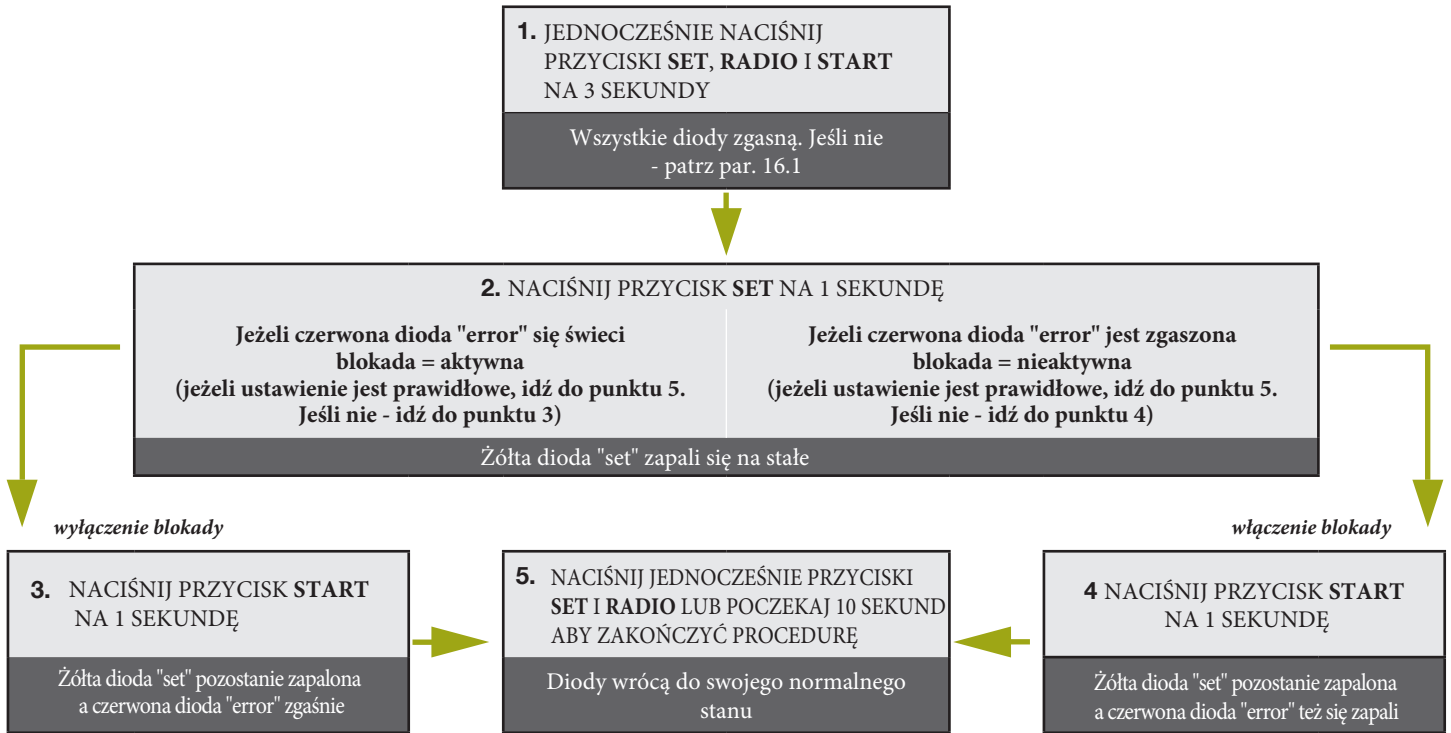 1. JEDNOCZEŚNIE NACIŚNIJ
PRZYCISKI SET, RADIO I START
NA 3 SEKUNDY
Wszystkie diody zgasną. Jeśli nie
- patrz par. 16.1
2. NACIŚNIJ PRZYCISK SET NA 1 SEKUNDĘ
Jeżeli czerwona dioda "error" się świeci
blokada = aktywna
(jeżeli ustawienie jest prawidłowe, idź do punktu 5.
Jeśli nie - idź do punktu 3)
Jeżeli czerwona dioda "error" jest zgaszona
blokada = nieaktywna
(jeżeli ustawienie jest prawidłowe, idź do punktu 5.
Jeśli nie - idź do punktu 4)
Żółta dioda "set" zapali się na stałe
wyłączenie blokady
włączenie blokady
3. NACIŚNIJ PRZYCISK START
NA 1 SEKUNDĘ
Żółta dioda "set" pozostanie zapalona
a czerwona dioda "error" zgaśnie
5. NACIŚNIJ JEDNOCZEŚNIE PRZYCISKI
SET I RADIO LUB POCZEKAJ 10 SEKUND
ABY ZAKOŃCZYĆ PROCEDURĘ
Diody wrócą do swojego normalnego
stanu
4 NACIŚNIJ PRZYCISK START
NA 1 SEKUNDĘ
Żółta dioda "set" pozostanie zapalona
a czerwona dioda "error" też się zapali